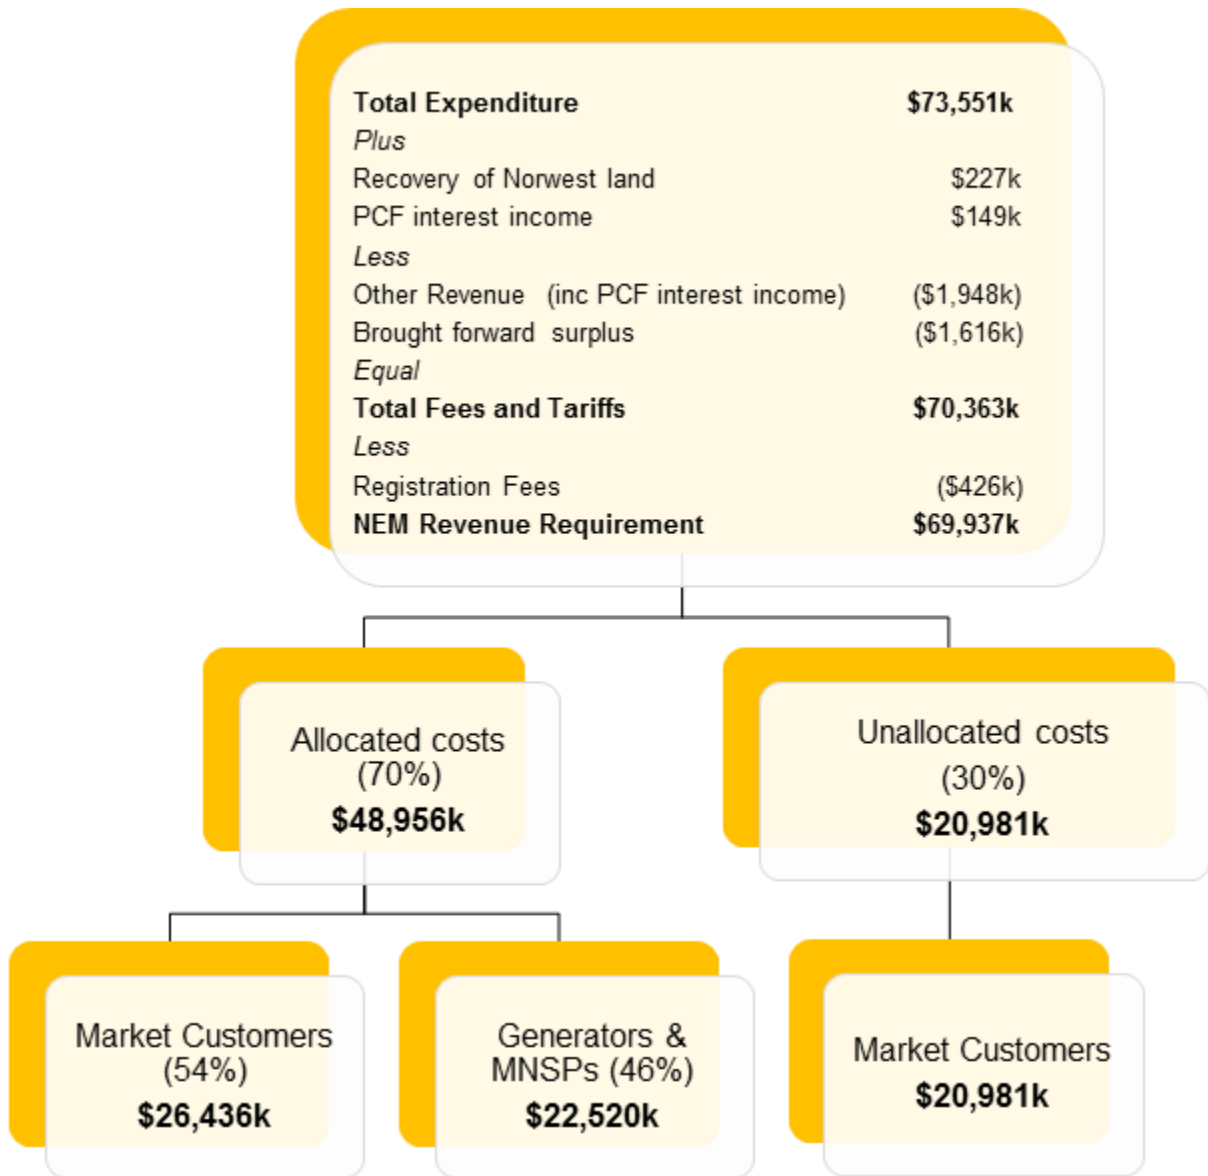 Total Expenditure $73,551k
Plus
Recovery of Norwest land $227k
PCF interest income $149k
Less
Other Revenue (inc PCF interest income) ($1,948k)
Brought forward surplus ($1,616k)
Equal
Total Fees and Tariffs $70,363k
Less
Registration Fees ($426k)
NEM Revenue Requirement $69,937k
Allocated costs
(70%)
$48,956k
Unallocated costs
(30%)
$20,981k
Market Customers
(54%)
$26,436k
Generators &
MNSPs (46%)
$22,520k
Market Customers
$20,981k